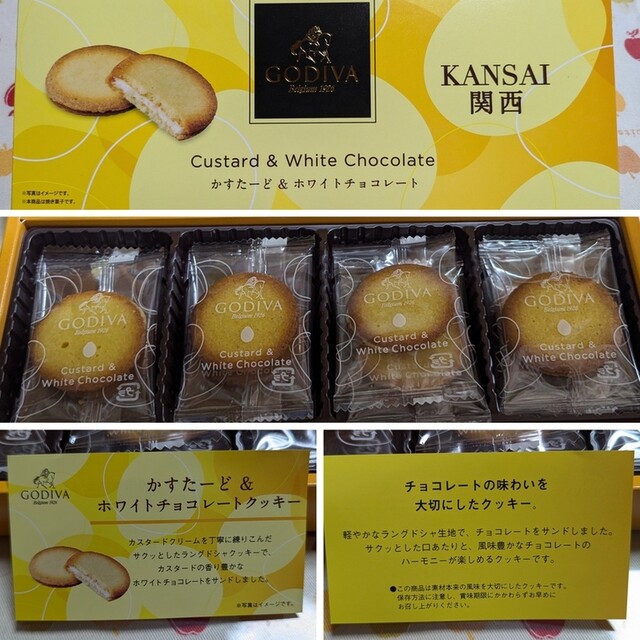 GODIVA
Belgium 1926
KANSAI
関西
Custard & White Chocolate
かすたーど & ホワイトチョコレート
※写真はイメージです。
※本商品は焼き菓子です。
GODIVA
Belgium 1926
Custard &
White Chocolate
GODIVA
Belgium 1926
Custard &
White Chocolate
GODIVA
Belgium 1926
Custard &
White Chocolate
GODIVA
Belgium 1926
Custard &
White Chocolate
GODIVA
Belgium 1926
かすたーど &
ホワイトチョコレートクッキー
カスタードクリームを丁寧に練りこんだ
サクッとしたラングドシャクッキーで、
カスタードの香り豊かな
ホワイトチョコレートをサンドしました。
※写真はイメージです。
チョコレートの味わいを
大切にしたクッキー。
軽やかなラングドシャ生地で、チョコレートをサンドしました。
サクっとした口あたりと、風味豊かなチョコレートの
ハーモニーが楽しめるクッキーです。
●この商品は素材本来の風味を大切にしたクッキーです。
保存方法に注意し、賞味期限にかかわらずお早めに
お召し上がりください。